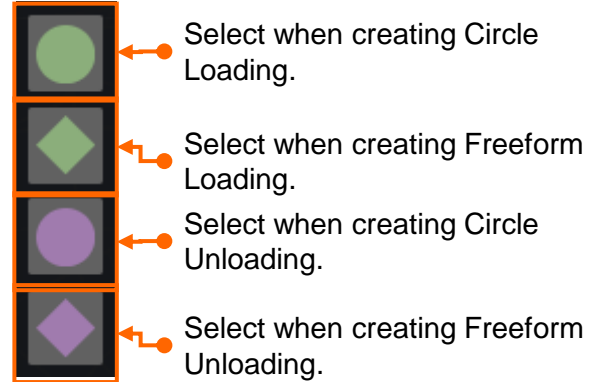 Select when creating Circle
Loading.
Select when creating Freeform
Loading.
Select when creating Circle
Unloading.
Select when creating Freeform
Unloading.